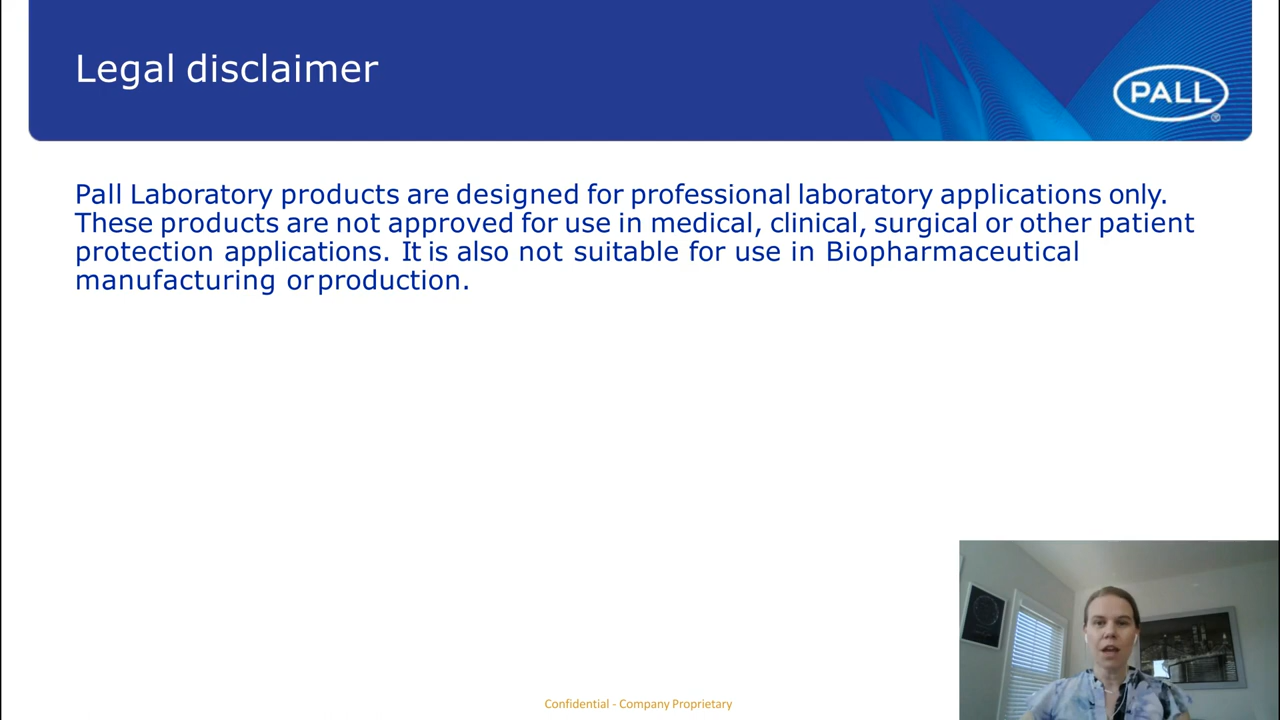 Legal disclaimer
PALL
®
Pall Laboratory products are designed for professional laboratory applications only.
These products are not approved for use in medical, clinical, surgical or other patient
protection applications. It is also not suitable for use in Biopharmaceutical
manufacturing or production.
Confidential - Company Proprietary